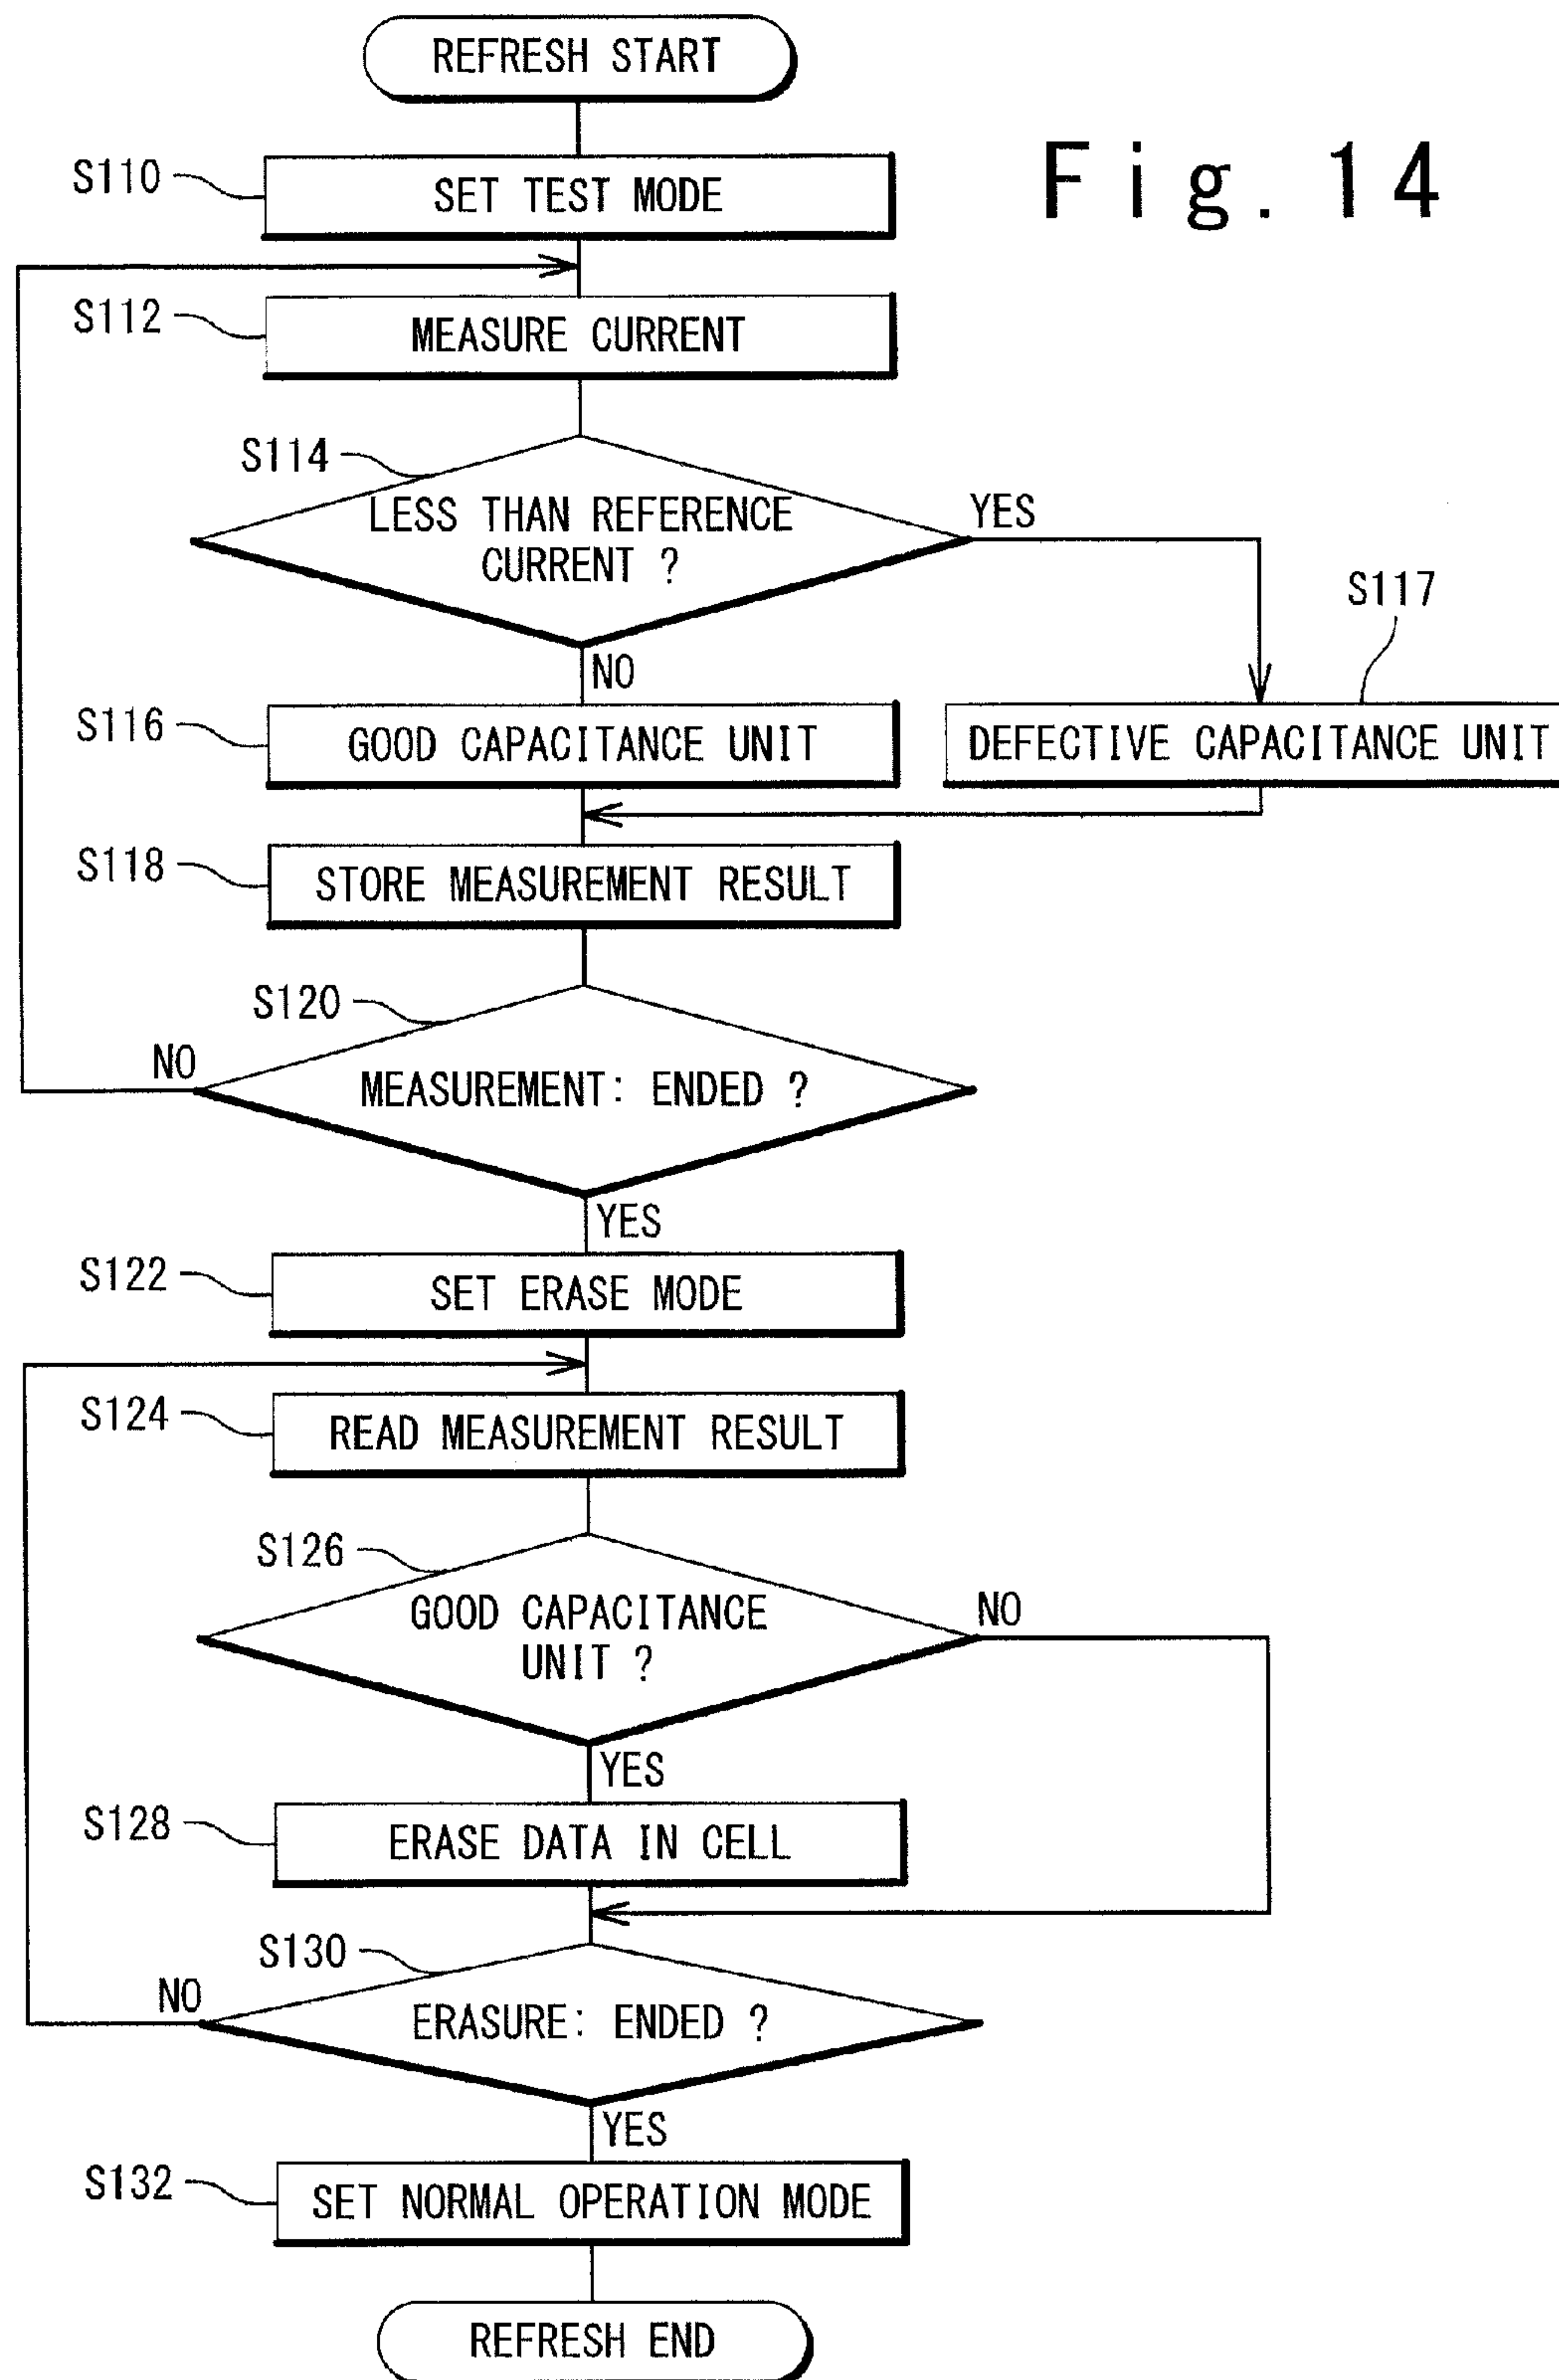 REFRESH START
Fig. 14
S110
SET TEST MODE
S112
MEASURE CURRENT
S114
LESS THAN REFERENCE
CURRENT ?
YES
S117
NO
S116
GOOD CAPACITANCE UNIT
DEFECTIVE CAPACITANCE UNIT
S118
STORE MEASUREMENT RESULT
S120
NO
MEASUREMENT: ENDED ?
YES
S122
SET ERASE MODE
S124
READ MEASUREMENT RESULT
S126
GOOD CAPACITANCE
UNIT ?
NO
YES
S128
ERASE DATA IN CELL
S130
NO
ERASURE: ENDED ?
YES
S132
SET NORMAL OPERATION MODE
REFRESH END